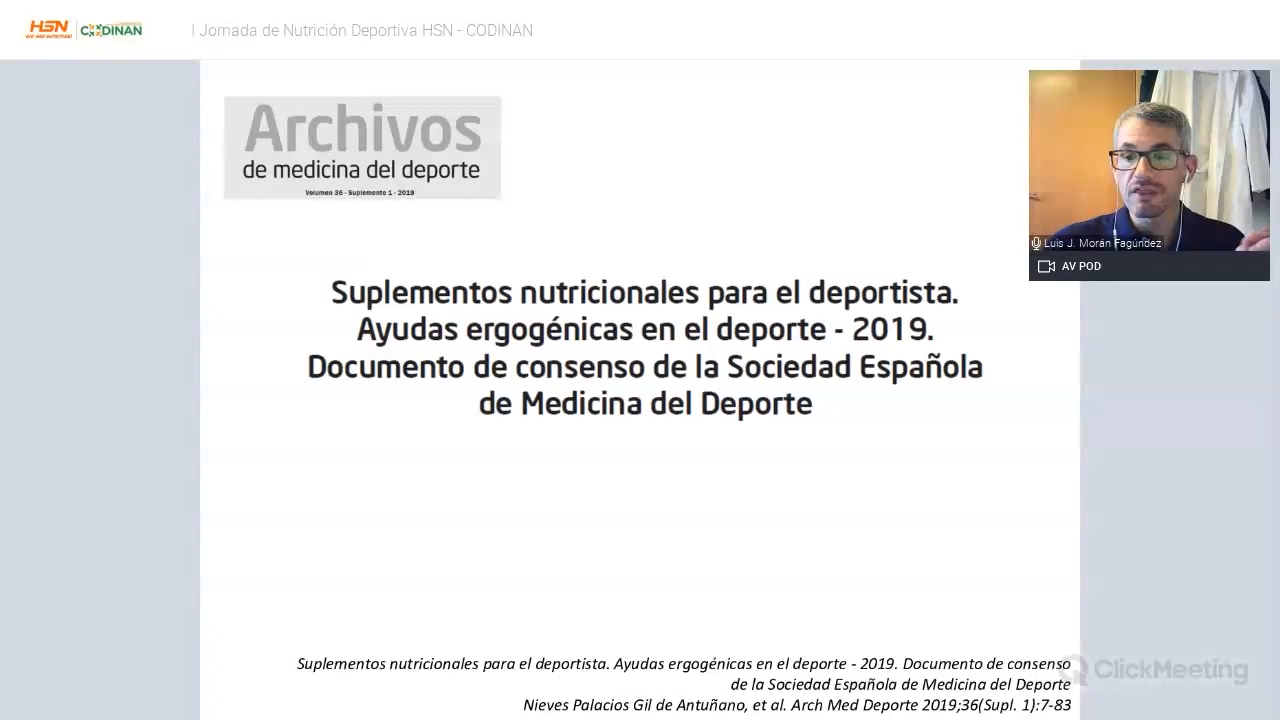 HSN
CODINAN
I Jornada de Nutrición Deportiva HSN - CODINAN
Archivos
de medicina del deporte
Volumen 36 - Suplemento 1 - 2019
Luis J. Morán Fagúndez
AV POD
Suplementos nutricionales para el deportista.
Ayudas ergogénicas en el deporte - 2019.
Documento de consenso de la Sociedad Española
de Medicina del Deporte
Suplementos nutricionales para el deportista. Ayudas ergogénicas en el deporte - 2019. Documento de consenso
de la Sociedad Española de Medicina del Deporte
Nieves Palacios Gil de Antuñano, et al. Arch Med Deporte 2019;36(Supl. 1):7-83
ClickMeeting